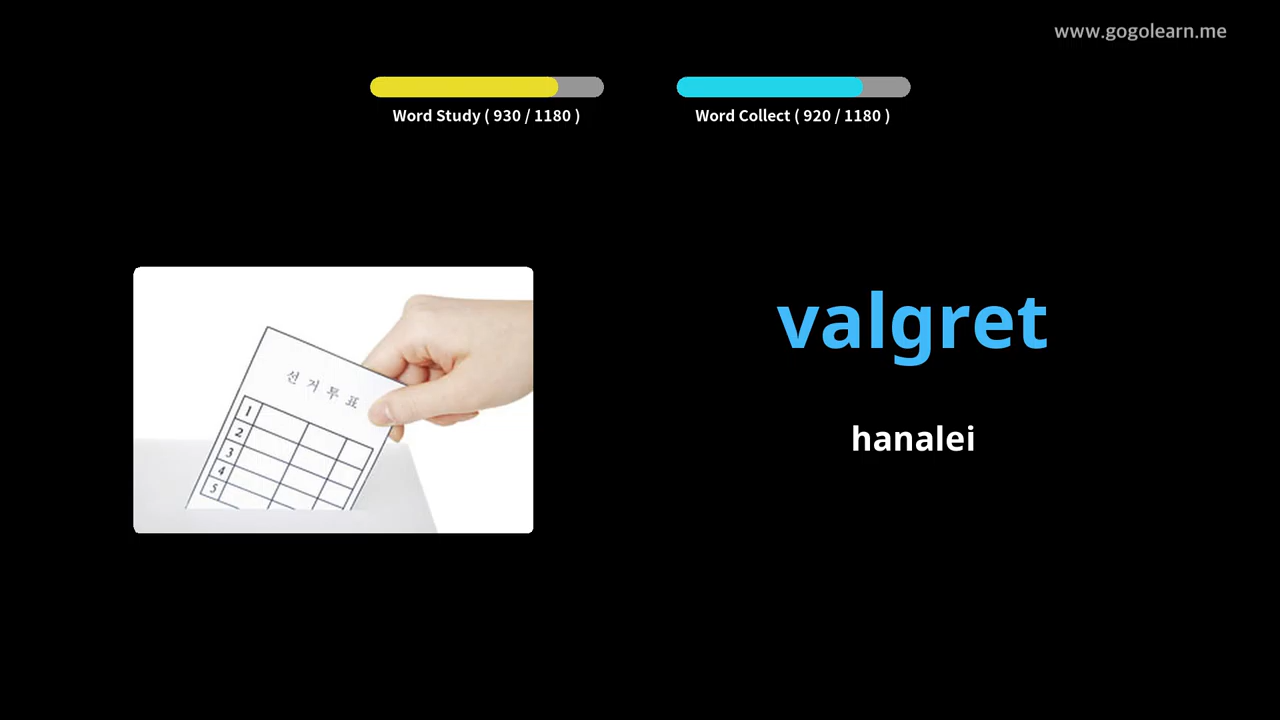 www.gogolearn.me
Word Study ( 930 / 1180 )
Word Collect ( 920 / 1180 )
valgret
hanalei
선거투표
1
2
3
4
5